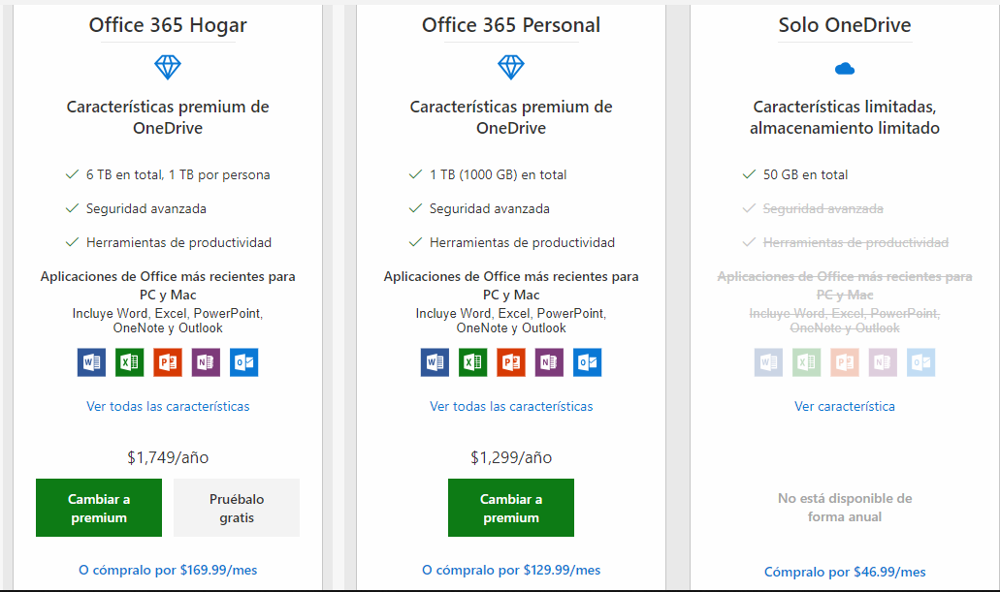 Office 365 Hogar
Características premium de
OneDrive
6 TB en total, 1 TB por persona
Seguridad avanzada
Herramientas de productividad
Aplicaciones de Office más recientes para
PC y Mac
Incluye Word, Excel, PowerPoint,
OneNote y Outlook
Ver todas las características
$1,749/año
Cambiar a
premium
Pruébalo
gratis
O cómpralo por $169.99/mes
Office 365 Personal
Características premium de
OneDrive
1 TB (1000 GB) en total
Seguridad avanzada
Herramientas de productividad
Aplicaciones de Office más recientes para
PC y Mac
Incluye Word, Excel, PowerPoint,
OneNote y Outlook
Ver todas las características
$1,299/año
Cambiar a
premium
O cómpralo por $129.99/mes
Solo OneDrive
Características limitadas,
almacenamiento limitado
50 GB en total
Seguridad avanzada
Herramientas de productividad
Aplicaciones de Office más recientes para
PC y Mac
Incluye Word, Excel, PowerPoint,
OneNote y Outlook
Ver característica
No está disponible de
forma anual
Cómpralo por $46.99/mes